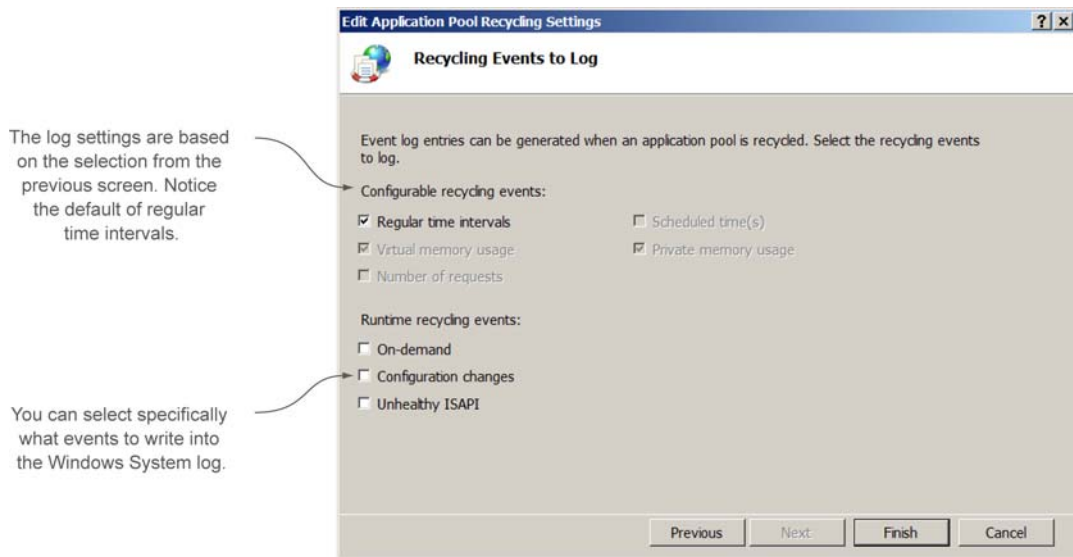 Edit Application Pool Recycling Settings
Recycling Events to Log
The log settings are based
on the selection from the
previous screen. Notice
the default of regular
time intervals.
Event log entries can be generated when an application pool is recycled. Select the recycling events
to log.
Configurable recycling events:
Regular time intervals
Scheduled time(s)
Virtual memory usage
Private memory usage
Number of requests
Runtime recycling events:
On-demand
Configuration changes
Unhealthy ISAPI
You can select specifically
what events to write into
the Windows System log.
Previous
Next
Finish
Cancel